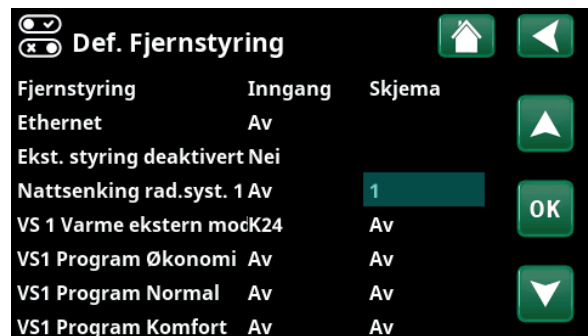 Def. Fjernstyring
Fjernstyring Inngang Skjema
Ethernet Av
Ekst. styring deaktivert Nei
Nattsenking rad.syst. 1 Av 1
VS 1 Varme ekstern mod K24 Av
VS1 Program Økonomi Av Av
VS1 Program Normal Av Av
VS1 Program Komfort Av Av
OK